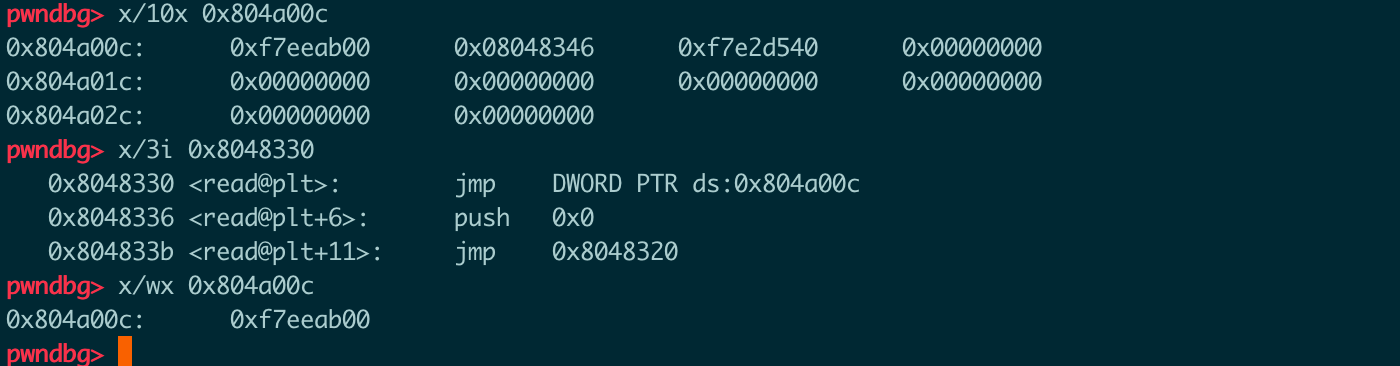 pwndbg> x/10x 0x804a00c
0x804a00c: 0xf7eeab00 0x08048346 0xf7e2d540 0x00000000
0x804a01c: 0x00000000 0x00000000 0x00000000 0x00000000
0x804a02c: 0x00000000 0x00000000
pwndbg> x/3i 0x8048330
0x8048330 <read@plt>: jmp DWORD PTR ds:0x804a00c
0x8048336 <read@plt+6>: push 0x0
0x804833b <read@plt+11>: jmp 0x8048320
pwndbg> x/wx 0x804a00c
0x804a00c: 0xf7eeab00
pwndbg>